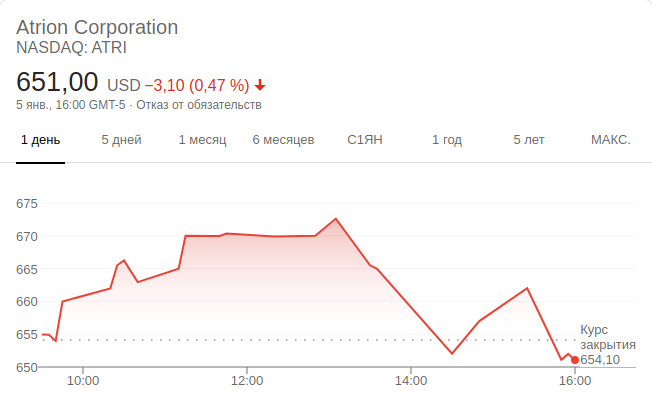 Atrion Corporation
NASDAQ: ATRI
651,00 USD −3,10 (0,47 %)
5 янв., 16:00 GMT-5 · Отказ от обязательств
1 день 5 дней 1 месяц 6 месяцев С1ЯН 1 год 5 лет МАКС.
675
670
665
660
655
650
Курс
закрытия
654,10
10:00 12:00 14:00 16:00